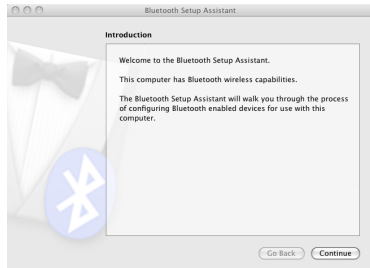 Bluetooth Setup Assistant
Introduction
Welcome to the Bluetooth Setup Assistant.
This computer has Bluetooth wireless capabilities.
The Bluetooth Setup Assistant will walk you through the process
of configuring Bluetooth enabled devices for use with this
computer.
Go Back
Continue